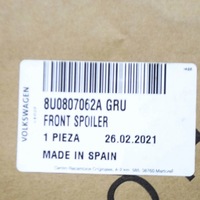 VOLKSWAGEN
8U0807062A GRU
FRONT SPOILER
1 PIEZA 26.02.2021
MADE IN SPAIN